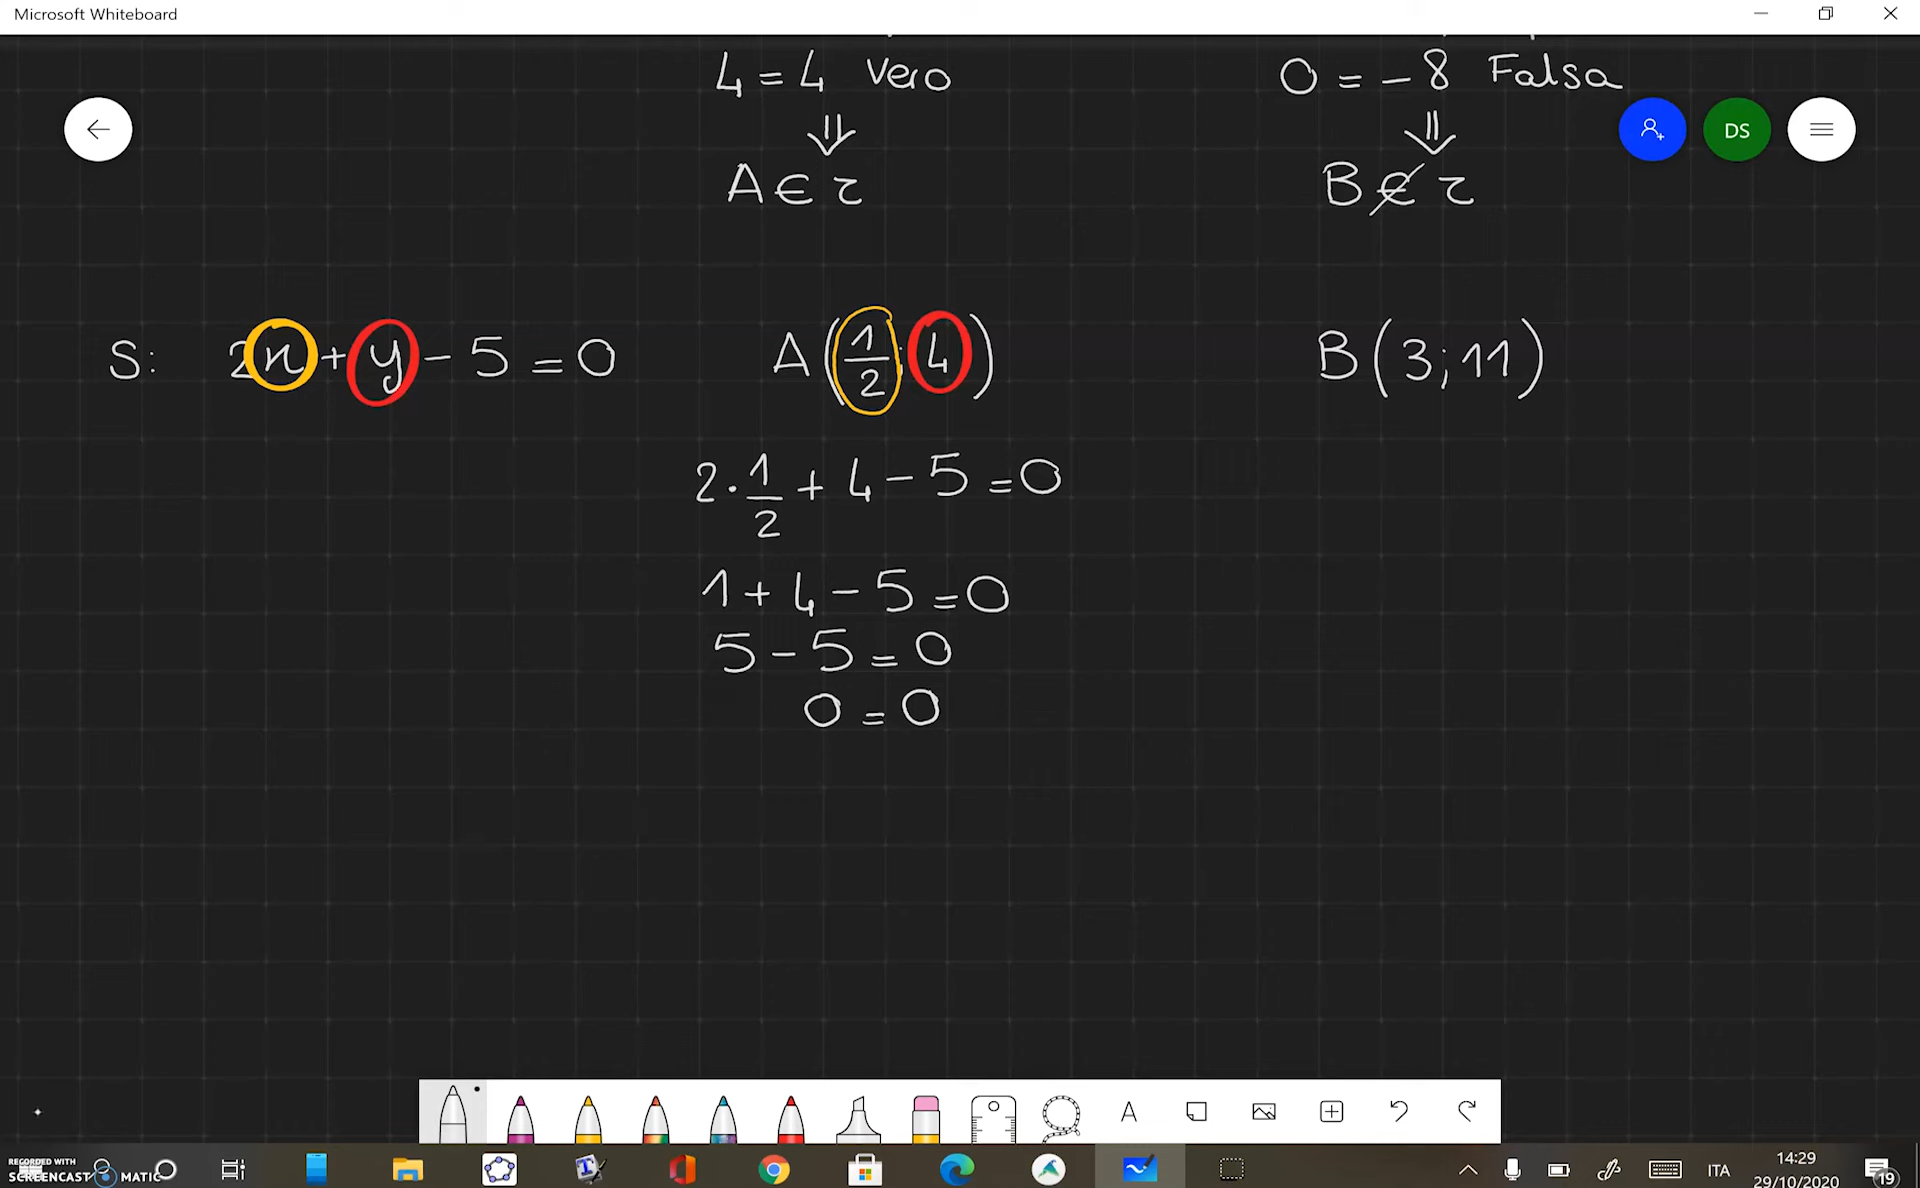 Microsoft Whiteboard
4 = 4 Vero
0 = - 8 Falsa
⇓
⇓
DS
A ∈ r
B ∉ r
S: 2x + y - 5 = 0
A (1/2; 4)
B (3; 11)
2 · 1/2 + 4 - 5 = 0
1 + 4 - 5 = 0
5 - 5 = 0
0 = 0
RECORDED WITH
SCREENCAST MATIC
ITA
14:29
29/10/2020
19